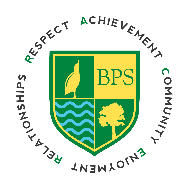 RESPECT ACHIEVEMENT COMMUNITY ENJOYMENT RELATIONSHIPS
BPS